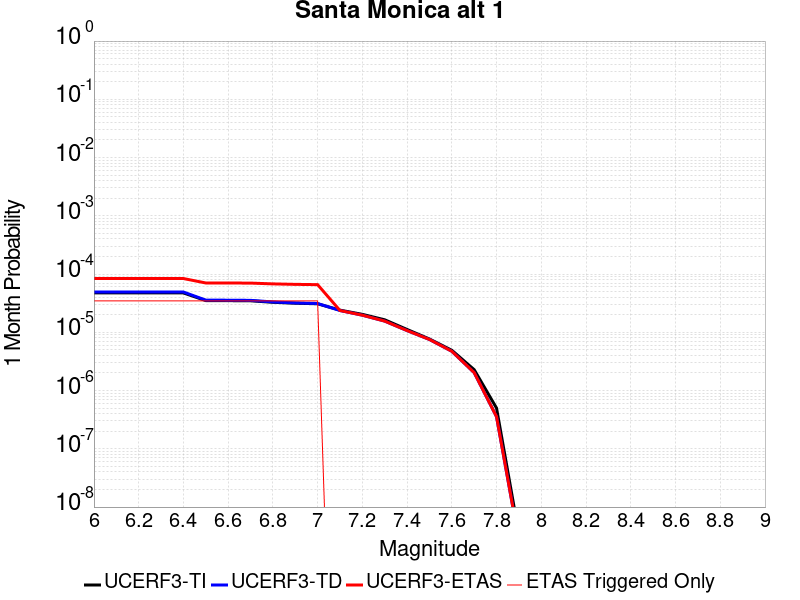 Santa Monica alt 1
10^0
10^-1
10^-2
10^-3
10^-4
10^-5
10^-6
10^-7
10^-8
1 Month Probability
6 6.2 6.4 6.6 6.8 7 7.2 7.4 7.6 7.8 8 8.2 8.4 8.6 8.8 9
Magnitude
UCERF3-TI UCERF3-TD UCERF3-ETAS ETAS Triggered Only